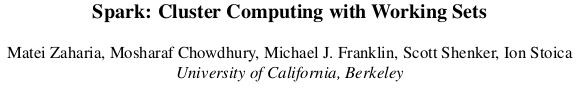 Spark: Cluster Computing with Working Sets
Matei Zaharia, Mosharaf Chowdhury, Michael J. Franklin, Scott Shenker, Ion Stoica
University of California, Berkeley